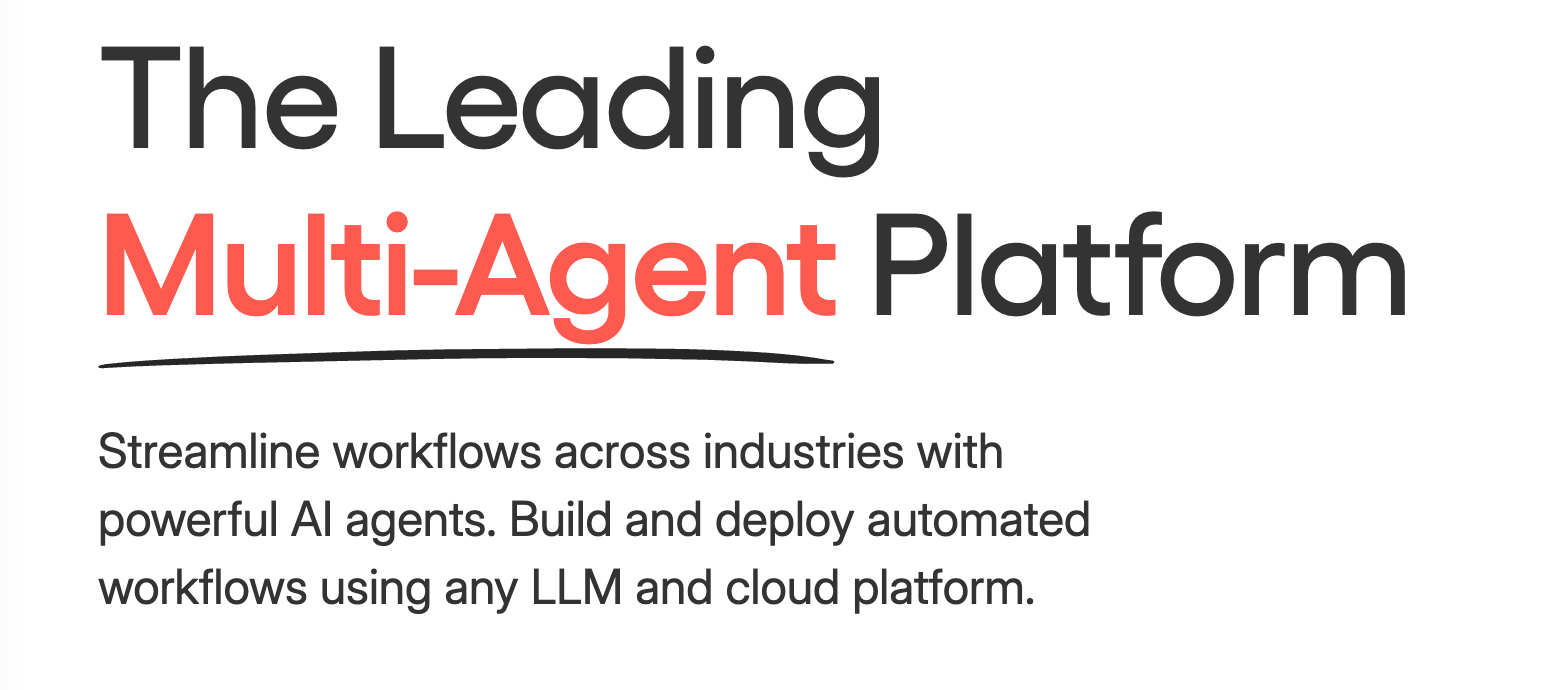 The Leading
Multi-Agent Platform
Streamline workflows across industries with
powerful AI agents. Build and deploy automated
workflows using any LLM and cloud platform.